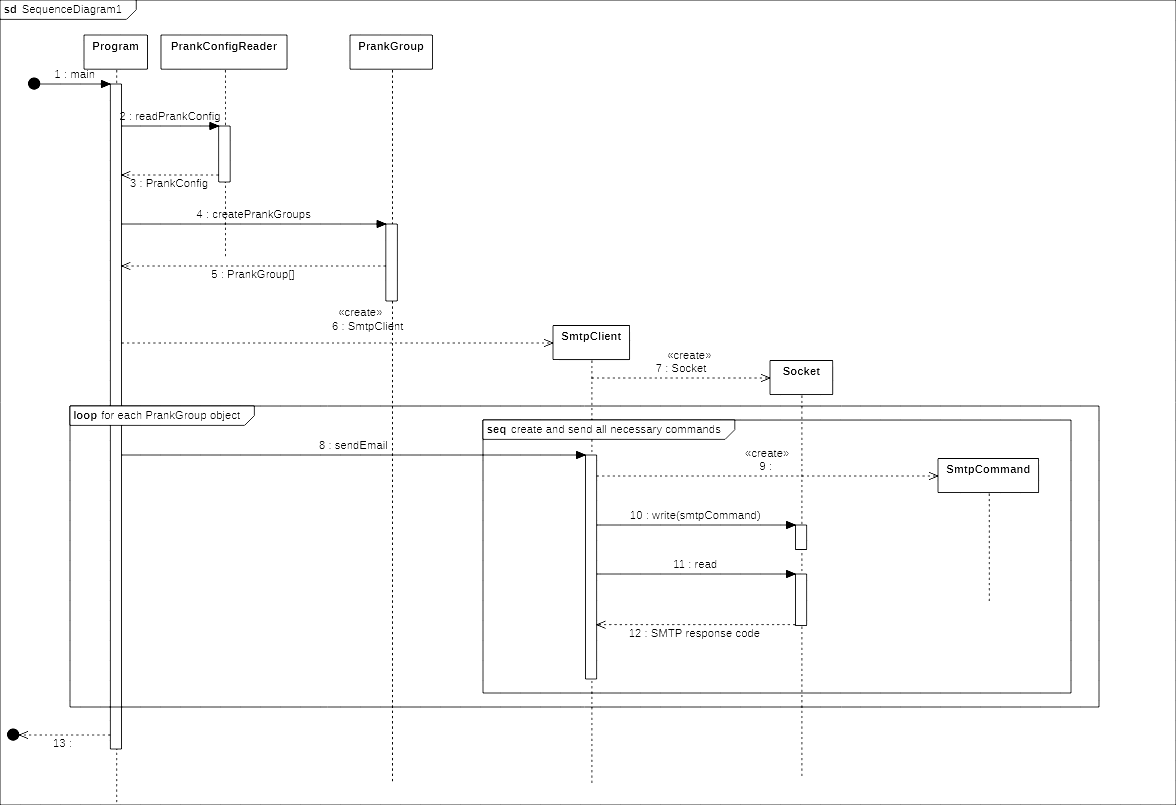 sd SequenceDiagram1
Program
PrankConfigReader
PrankGroup
1 : main
2 : readPrankConfig
3 : PrankConfig
4 : createPrankGroups
5 : PrankGroup[]
«create»
6 : SmtpClient
SmtpClient
«create»
7 : Socket
Socket
loop for each PrankGroup object
seq create and send all necessary commands
8 : sendEmail
«create»
9 :
SmtpCommand
10 : write(smtpCommand)
11 : read
12 : SMTP response code
13 :